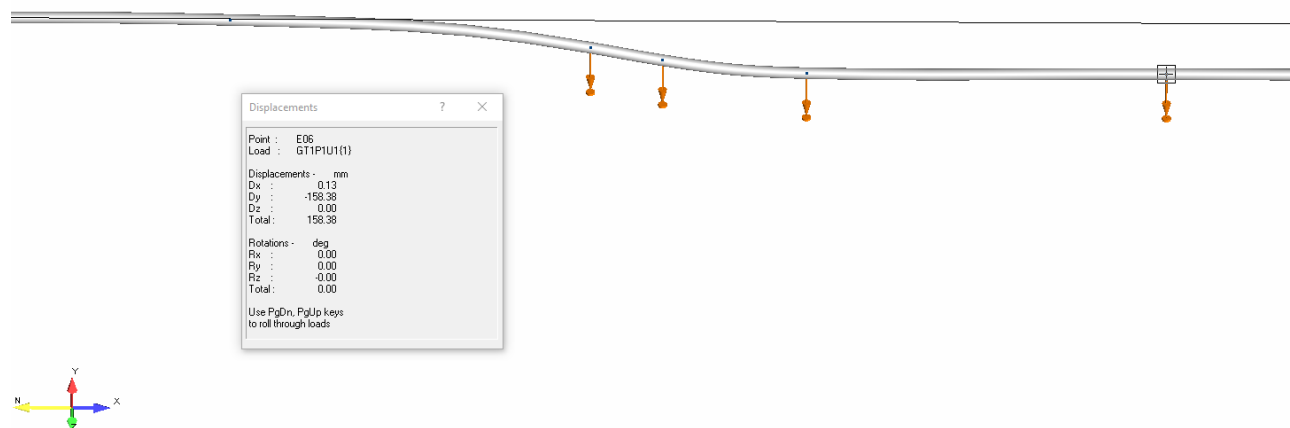 Displacements ? ×
Point : E06
Load : GT1P1U1{1}
Displacements - mm
Dx : 0.13
Dy : -158.38
Dz : 0.00
Total : 158.38
Rotations - deg
Rx : 0.00
Ry : 0.00
Rz : -0.00
Total : 0.00
Use PgDn, PgUp keys
to roll through loads
Y
N X